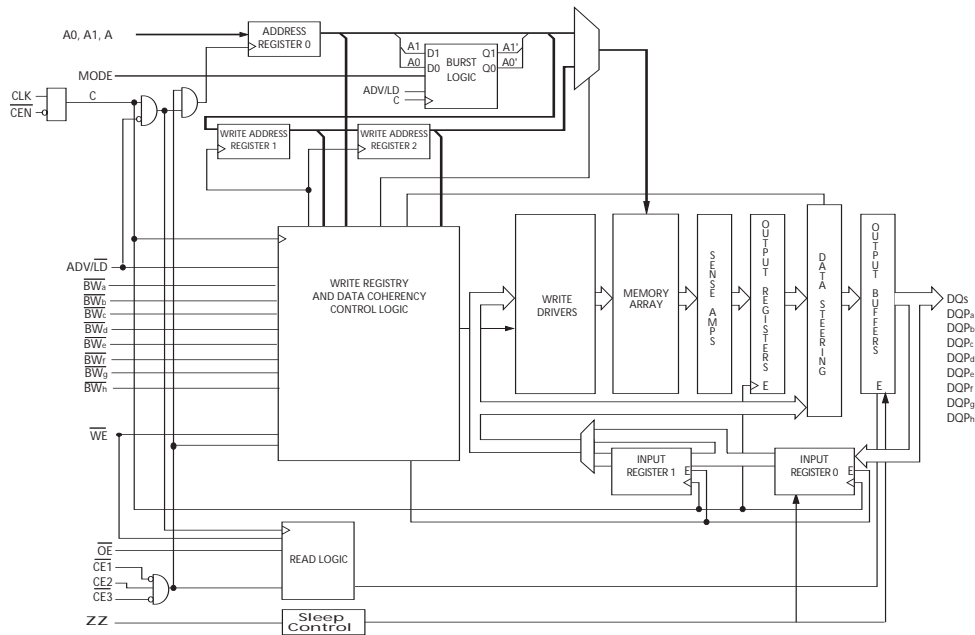 A0, A1, A
ADDRESS
REGISTER 0
A1
A0
D1
D0
BURST
LOGIC
Q1
Q0
A1'
A0'
MODE
ADV/LD
C
CLK
CEN
C
WRITE ADDRESS
REGISTER 1
WRITE ADDRESS
REGISTER 2
ADV/LD
BWa
BWb
BWc
BWd
BWe
BWf
BWg
BWh
WE
WRITE REGISTRY
AND DATA COHERENCY
CONTROL LOGIC
WRITE
DRIVERS
MEMORY
ARRAY
SENSE AMPS
OUTPUT REGISTERS
E
DATA STEERING
OUTPUT BUFFERS
E
DQs
DQPa
DQPb
DQPc
DQPd
DQPe
DQPf
DQPg
DQPh
INPUT
REGISTER 1
E
INPUT
REGISTER 0
E
OE
CE1
CE2
CE3
READ LOGIC
ZZ
Sleep
Control